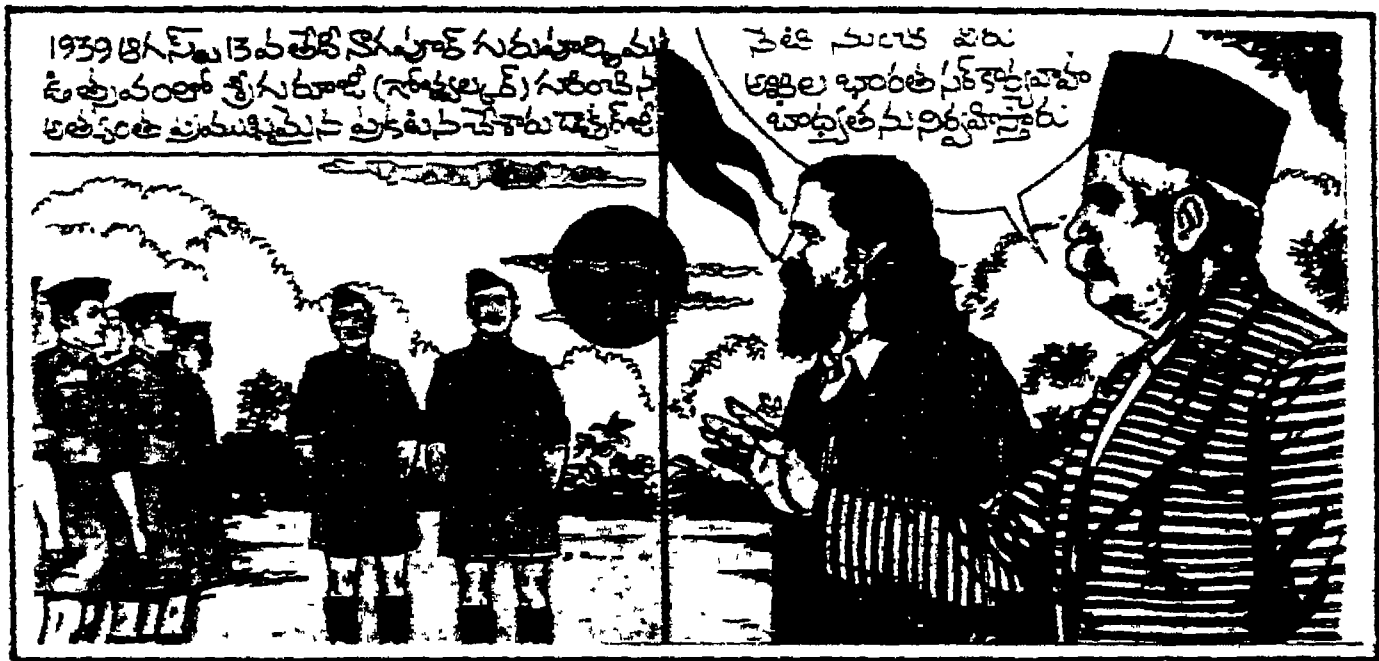 1939 ఆగస్టు 13 వ తేదీ నాగపూర్ గురుపూర్ణిమ
ఉత్సవంలో శ్రీ గురూజీ (గోళ్వల్కర్) గురించిన
అత్యంత ప్రముఖమైన ప్రకటన చేశారు డాక్టర్‌జీ
నేటి నుంచి వీరు
అఖిల భారత సర్ కార్యవాహ
బాధ్యతను నిర్వహిస్తారు